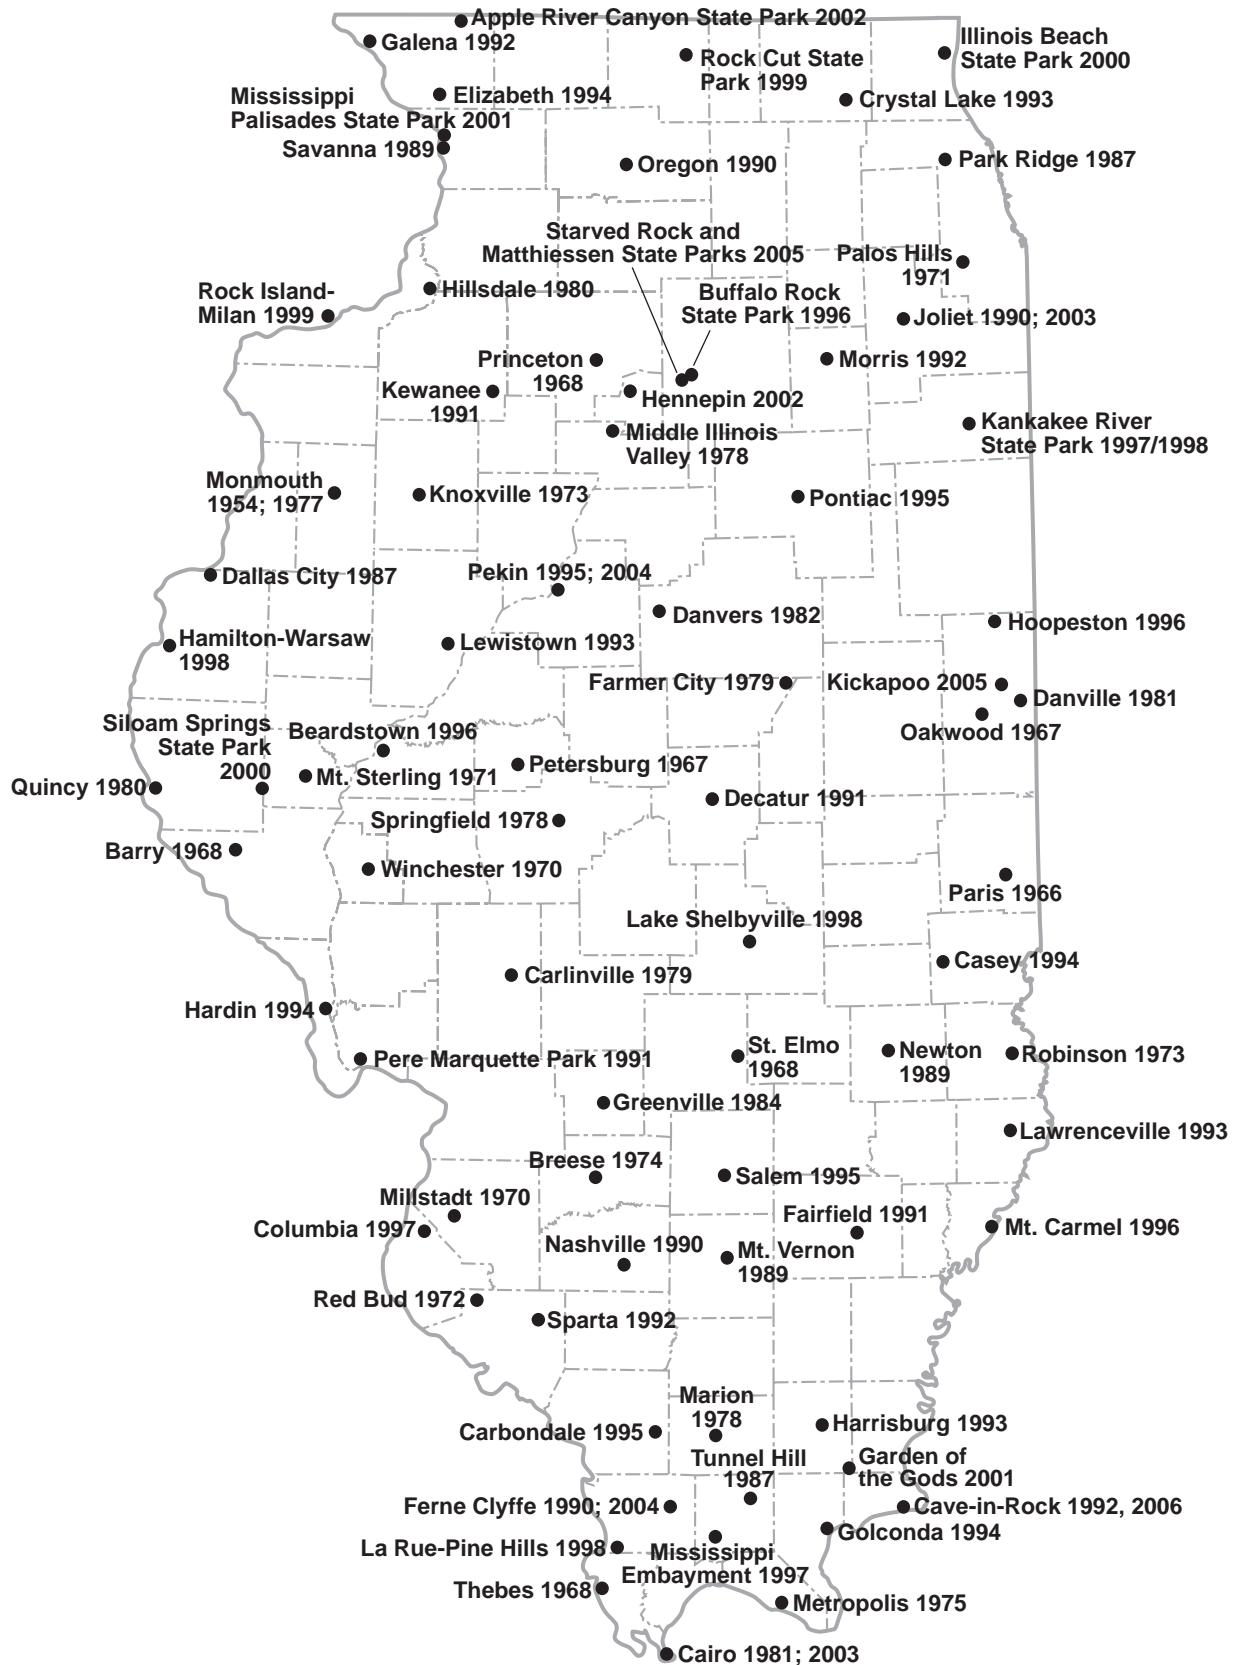 Apple River Canyon State Park 2002
Galena 1992
Illinois Beach
State Park 2000
Rock Cut State
Park 1999
Elizabeth 1994
Crystal Lake 1993
Mississippi
Palisades State Park 2001
Savanna 1989
Oregon 1990
Park Ridge 1987
Starved Rock and
Matthiessen State Parks 2005
Palos Hills
1971
Hillsdale 1980
Buffalo Rock
State Park 1996
Rock Island-
Milan 1999
Joliet 1990; 2003
Princeton
1968
Morris 1992
Kewanee
1991
Hennepin 2002
Kankakee River
State Park 1997/1998
Middle Illinois
Valley 1978
Monmouth
1954; 1977
Knoxville 1973
Pontiac 1995
Dallas City 1987
Pekin 1995; 2004
Danvers 1982
Hoopeston 1996
Hamilton-Warsaw
1998
Lewistown 1993
Farmer City 1979
Kickapoo 2005
Danville 1981
Oakwood 1967
Siloam Springs
State Park
2000
Beardstown 1996
Mt. Sterling 1971
Petersburg 1967
Quincy 1980
Decatur 1991
Springfield 1978
Barry 1968
Winchester 1970
Paris 1966
Lake Shelbyville 1998
Casey 1994
Carlinville 1979
Hardin 1994
Pere Marquette Park 1991
St. Elmo
1968
Newton
1989
Robinson 1973
Greenville 1984
Lawrenceville 1993
Breese 1974
Salem 1995
Millstadt 1970
Columbia 1997
Fairfield 1991
Mt. Carmel 1996
Nashville 1990
Mt. Vernon
1989
Red Bud 1972
Sparta 1992
Marion
1978
Carbondale 1995
Harrisburg 1993
Tunnel Hill
1987
Garden of
the Gods 2001
Ferne Clyffe 1990; 2004
Cave-in-Rock 1992, 2006
Golconda 1994
La Rue-Pine Hills 1998
Mississippi
Embayment 1997
Thebes 1968
Metropolis 1975
Cairo 1981; 2003